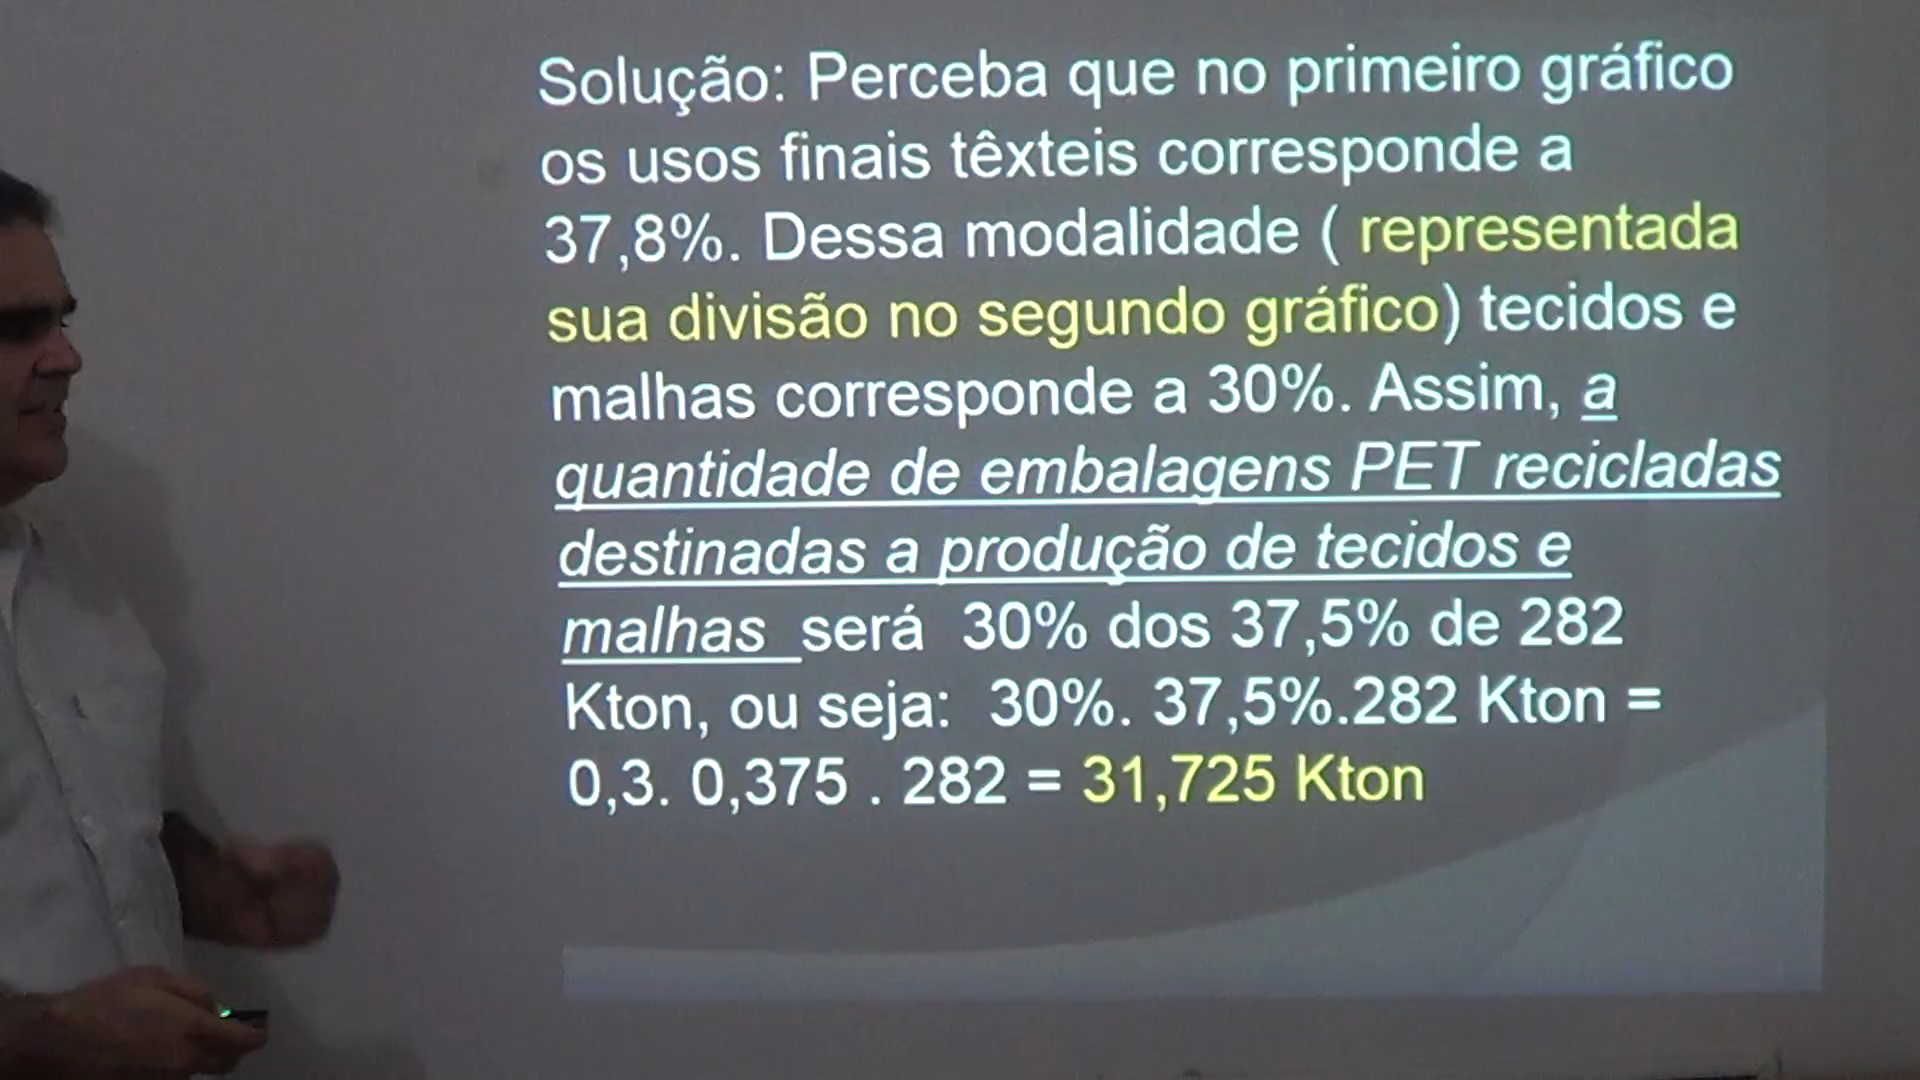 Solução: Perceba que no primeiro gráfico
os usos finais têxteis corresponde a
37,8%. Dessa modalidade ( representada
sua divisão no segundo gráfico) tecidos e
malhas corresponde a 30%. Assim, a
quantidade de embalagens PET recicladas
destinadas a produção de tecidos e
malhas será 30% dos 37,5% de 282
Kton, ou seja: 30%. 37,5%.282 Kton =
0,3. 0,375 . 282 = 31,725 Kton